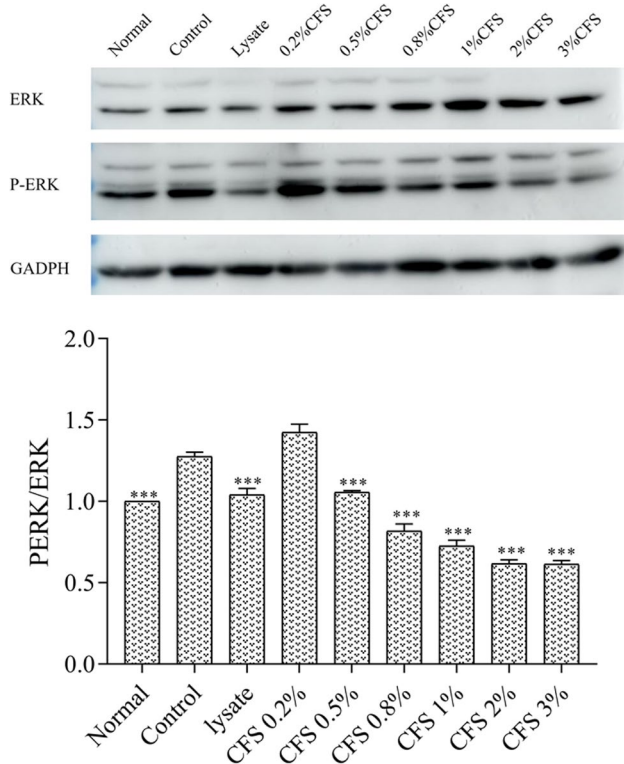 Normal Control Lysate 0.2%CFS 0.5%CFS 0.8%CFS 1%CFS 2%CFS 3%CFS
ERK
P-ERK
GADPH
PERK/ERK
2.0
1.5
1.0
0.5
0.0
*** *** *** *** *** *** ***
Normal Control lysate CFS 0.2% CFS 0.5% CFS 0.8% CFS 1% CFS 2% CFS 3%